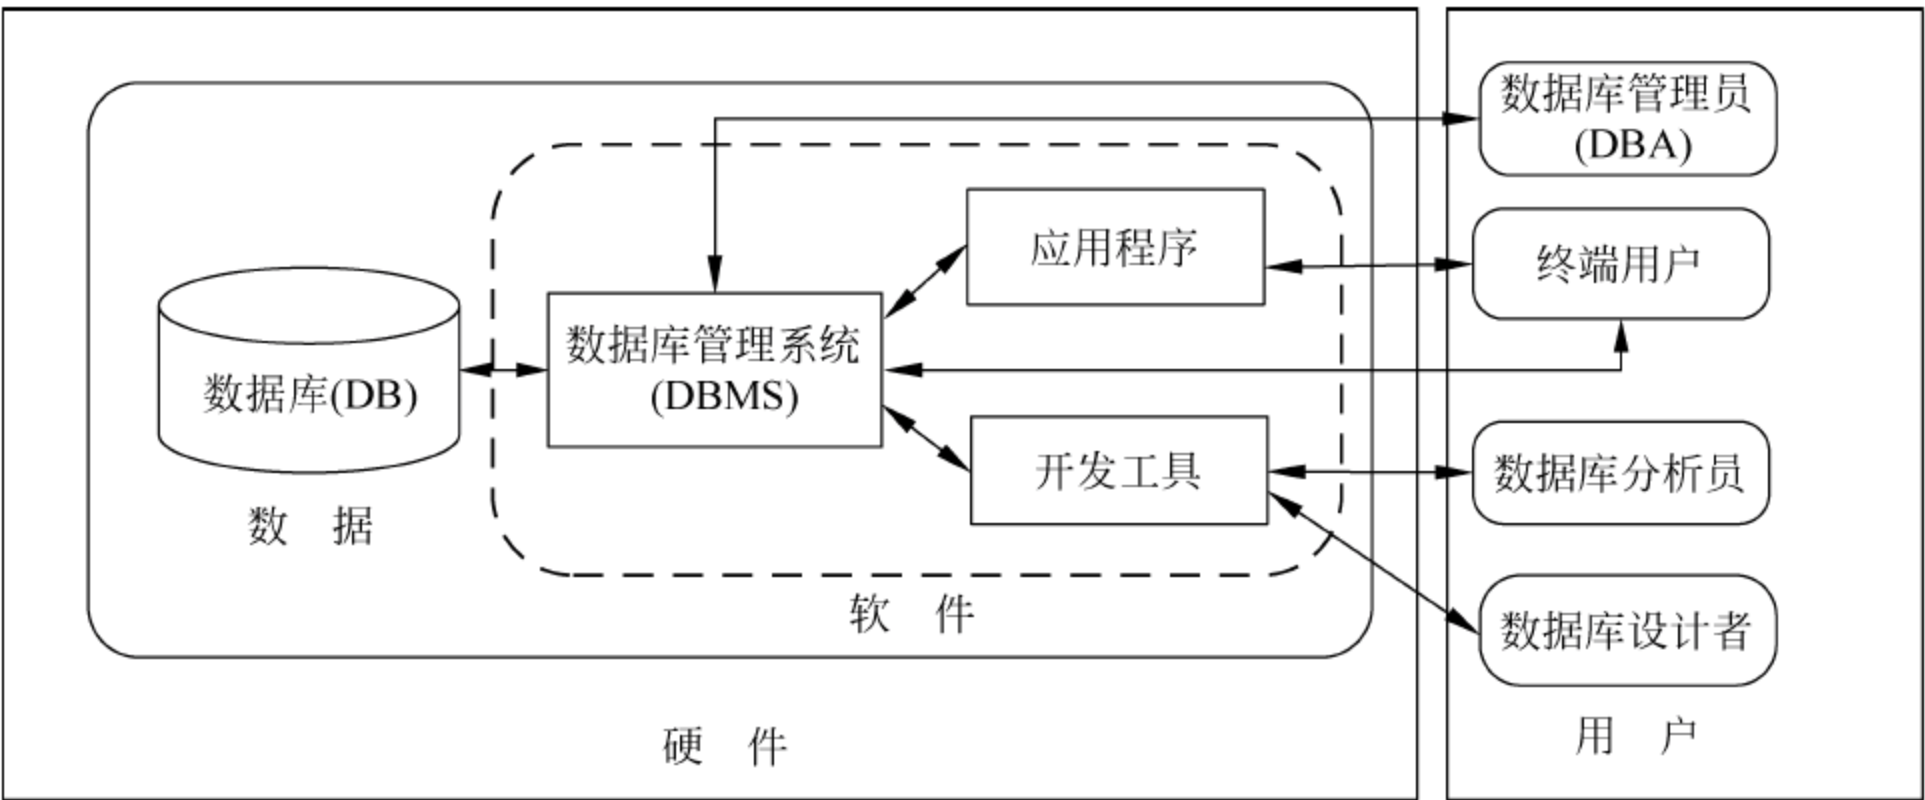 数据库管理员
(DBA)
应用程序
终端用户
数据库管理系统
(DBMS)
数据库(DB)
开发工具
数据库分析员
数 据
软 件
数据库设计者
硬 件
用 户